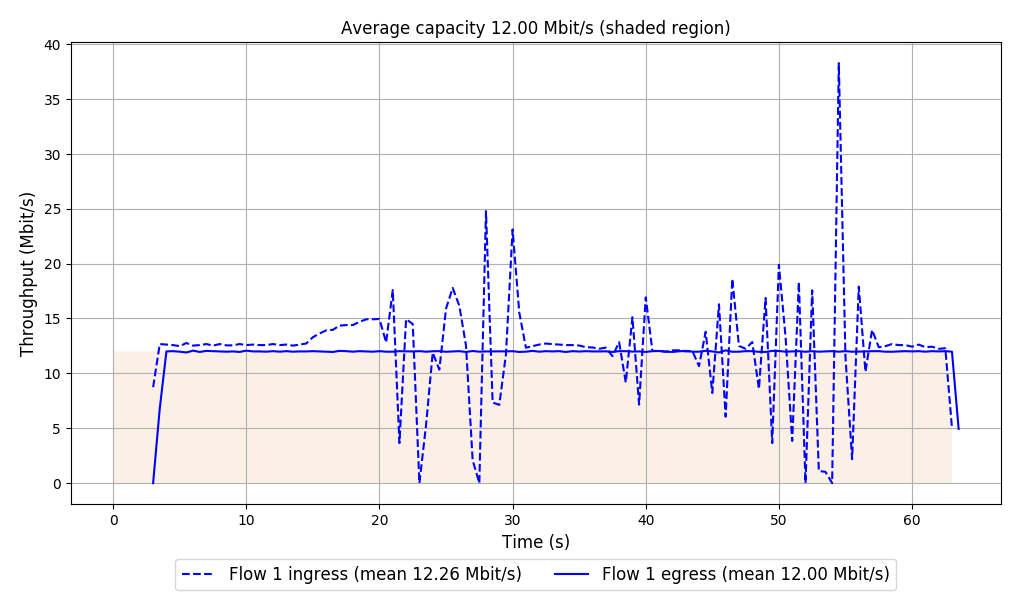 Average capacity 12.00 Mbit/s (shaded region)
40
35
30
25
20
15
10
5
0
Throughput (Mbit/s)
0 10 20 30 40 50 60
Time (s)
Flow 1 ingress (mean 12.26 Mbit/s) Flow 1 egress (mean 12.00 Mbit/s)